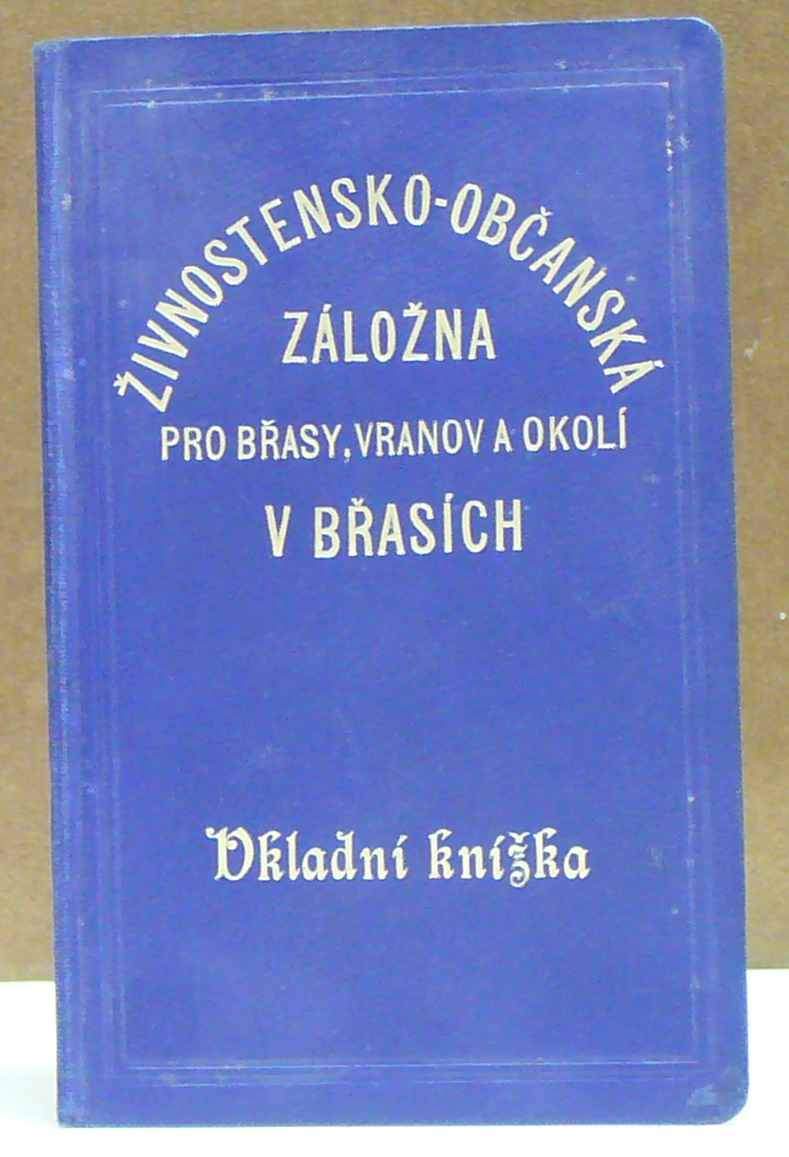 ŽIVNOSTENSKO-OBČANSKÁ
ZÁLOŽNA
PRO BŘASY, VRANOV A OKOLÍ
V BŘASÍCH
Vkladní knížka